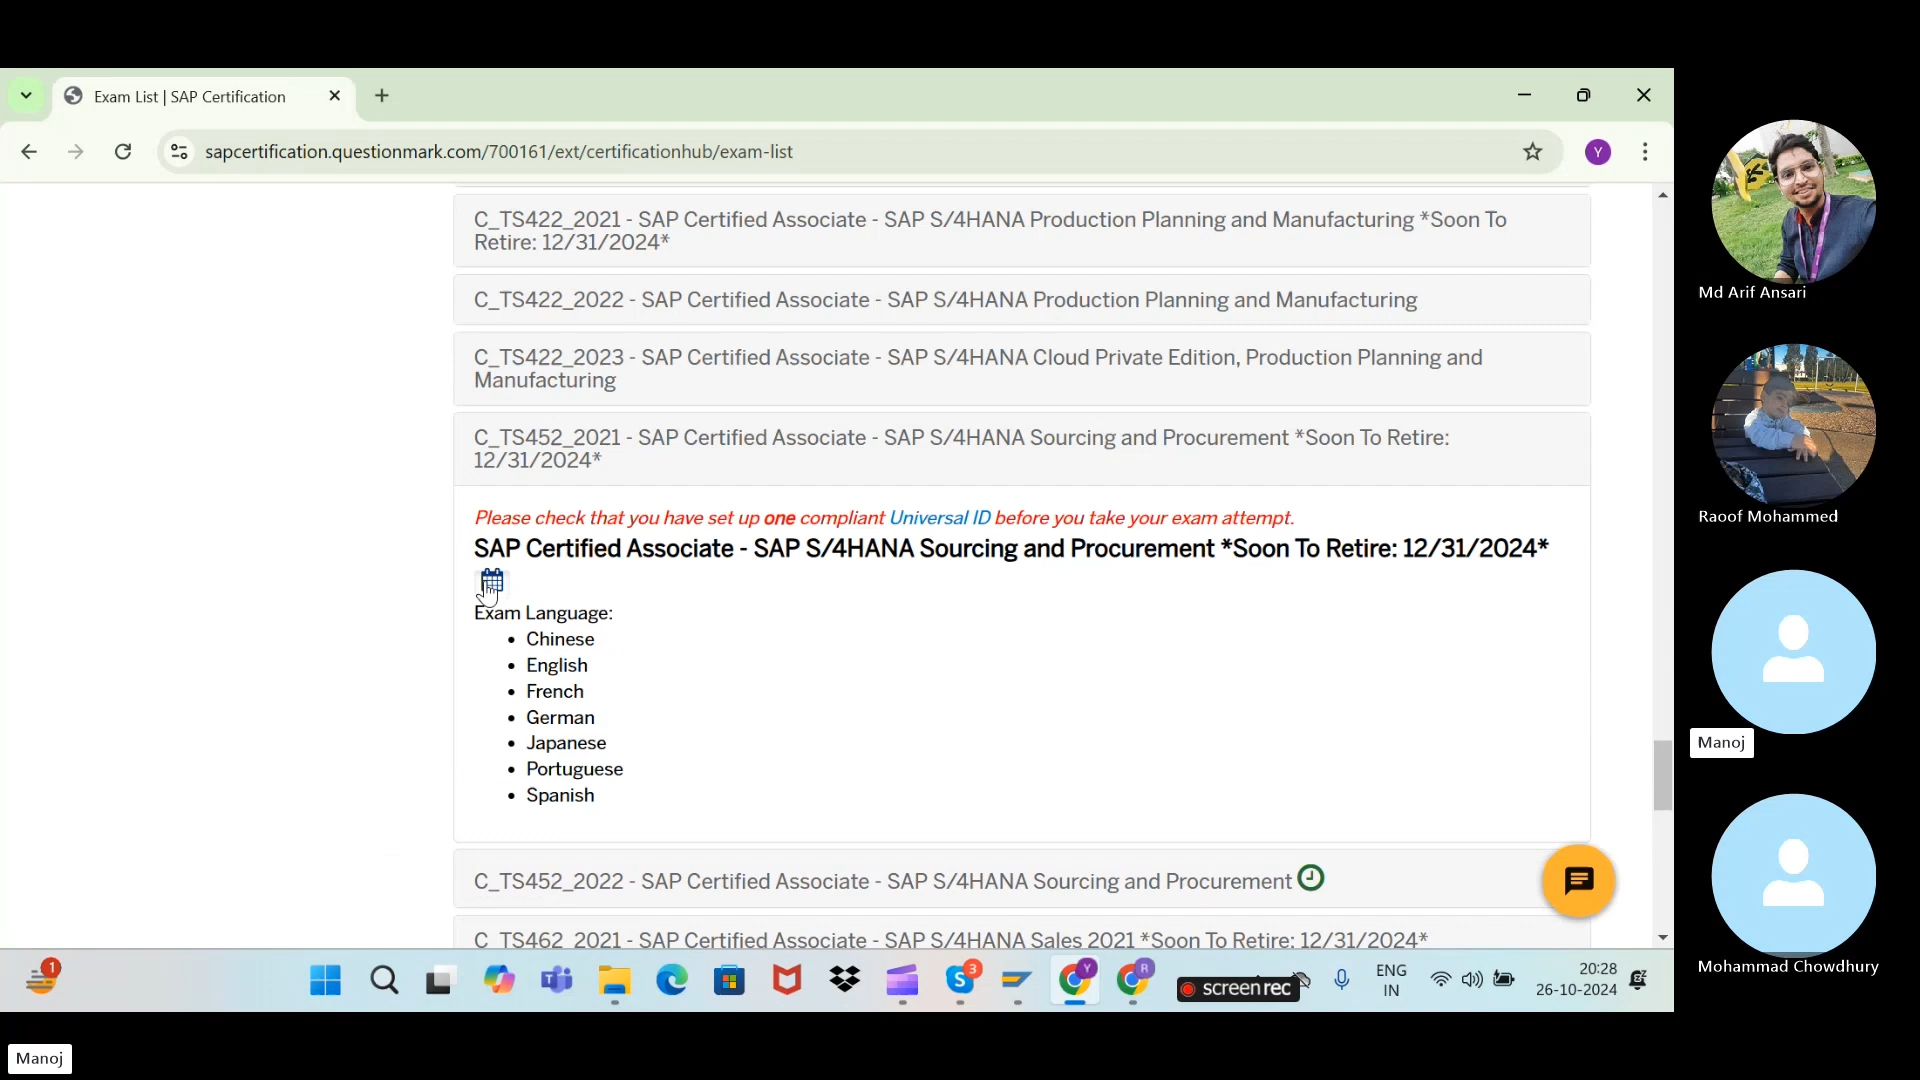 Exam List | SAP Certification
sapcertification.questionmark.com/700161/ext/certificationhub/exam-list
Y
C_TS422_2021 - SAP Certified Associate - SAP S/4HANA Production Planning and Manufacturing *Soon To
Retire: 12/31/2024*
C_TS422_2022 - SAP Certified Associate - SAP S/4HANA Production Planning and Manufacturing
C_TS422_2023 - SAP Certified Associate - SAP S/4HANA Cloud Private Edition, Production Planning and
Manufacturing
C_TS452_2021 - SAP Certified Associate - SAP S/4HANA Sourcing and Procurement *Soon To Retire:
12/31/2024*
Please check that you have set up one compliant Universal ID before you take your exam attempt.
SAP Certified Associate - SAP S/4HANA Sourcing and Procurement *Soon To Retire: 12/31/2024*
Exam Language:
• Chinese
• English
• French
• German
• Japanese
• Portuguese
• Spanish
C_TS452_2022 - SAP Certified Associate - SAP S/4HANA Sourcing and Procurement
C_TS462_2021 - SAP Certified Associate - SAP S/4HANA Sales 2021 *Soon To Retire: 12/31/2024*
1
3
Y
R
screenrec
ENG
IN
20:28
26-10-2024
Md Arif Ansari
Raoof Mohammed
Manoj
Mohammad Chowdhury
Manoj